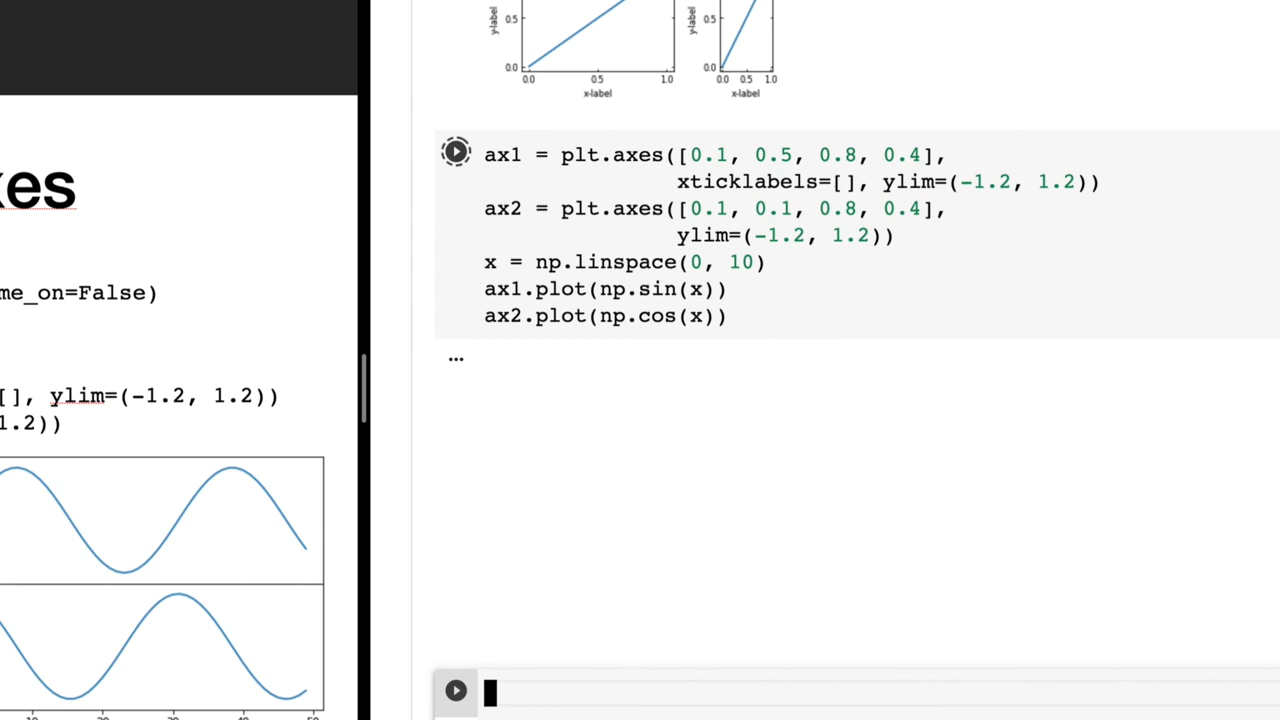 xes
me_on=False)
[], ylim=(-1.2, 1.2))
1.2))
y-label
0.5
0.0
0.0 0.5 1.0
x-label
y-label
0.5
0.0
0.0 0.5 1.0
x-label
ax1 = plt.axes([0.1, 0.5, 0.8, 0.4],
xticklabels=[], ylim=(-1.2, 1.2))
ax2 = plt.axes([0.1, 0.1, 0.8, 0.4],
ylim=(-1.2, 1.2))
x = np.linspace(0, 10)
ax1.plot(np.sin(x))
ax2.plot(np.cos(x))
...